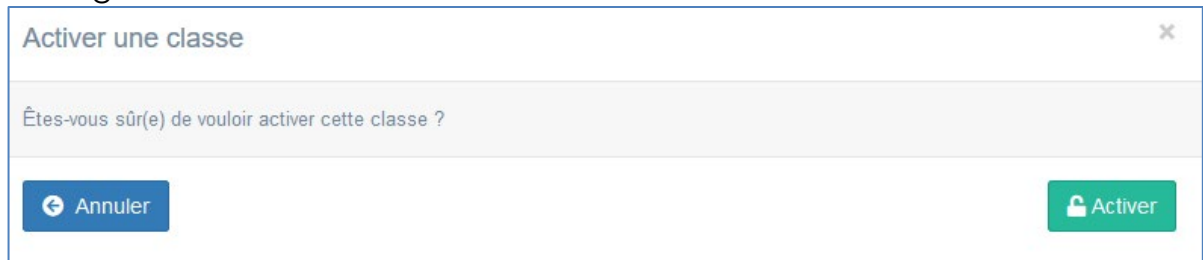 Activer une classe
×
Êtes-vous sûr(e) de vouloir activer cette classe ?
Annuler
Activer